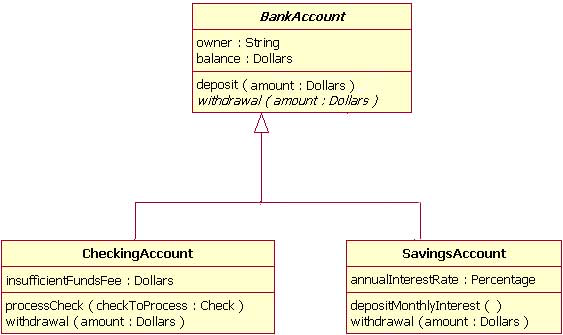 BankAccount
owner : String
balance : Dollars
deposit ( amount : Dollars )
withdrawal ( amount : Dollars )
CheckingAccount
insufficientFundsFee : Dollars
processCheck ( checkToProcess : Check )
withdrawal ( amount : Dollars )
SavingsAccount
annualInterestRate : Percentage
depositMonthlyInterest ( )
withdrawal ( amount : Dollars )